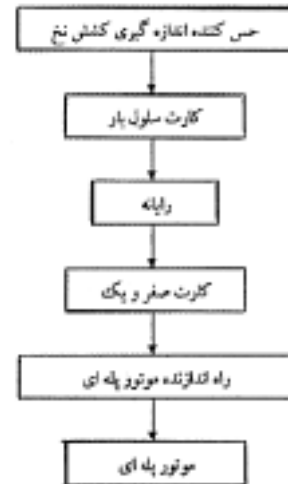 حس کننده اندازه گیری کشش نخ
کارت سلول بار
رایانه
کارت صفر و یک
راه اندازنده موتور پله ای
موتور پله ای